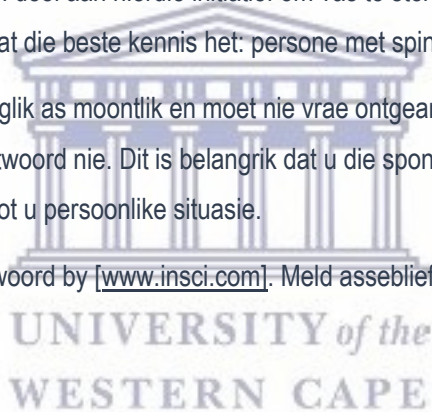 at die beste kennis het: persone met spin
glik as moontlik en moet nie vrae ontgean
twoord nie. Dit is belangrik dat u die spon
ot u persoonlike situasie.
woord by [www.insci.com]. Meld asseblief
UNIVERSITY of the
WESTERN CAPE